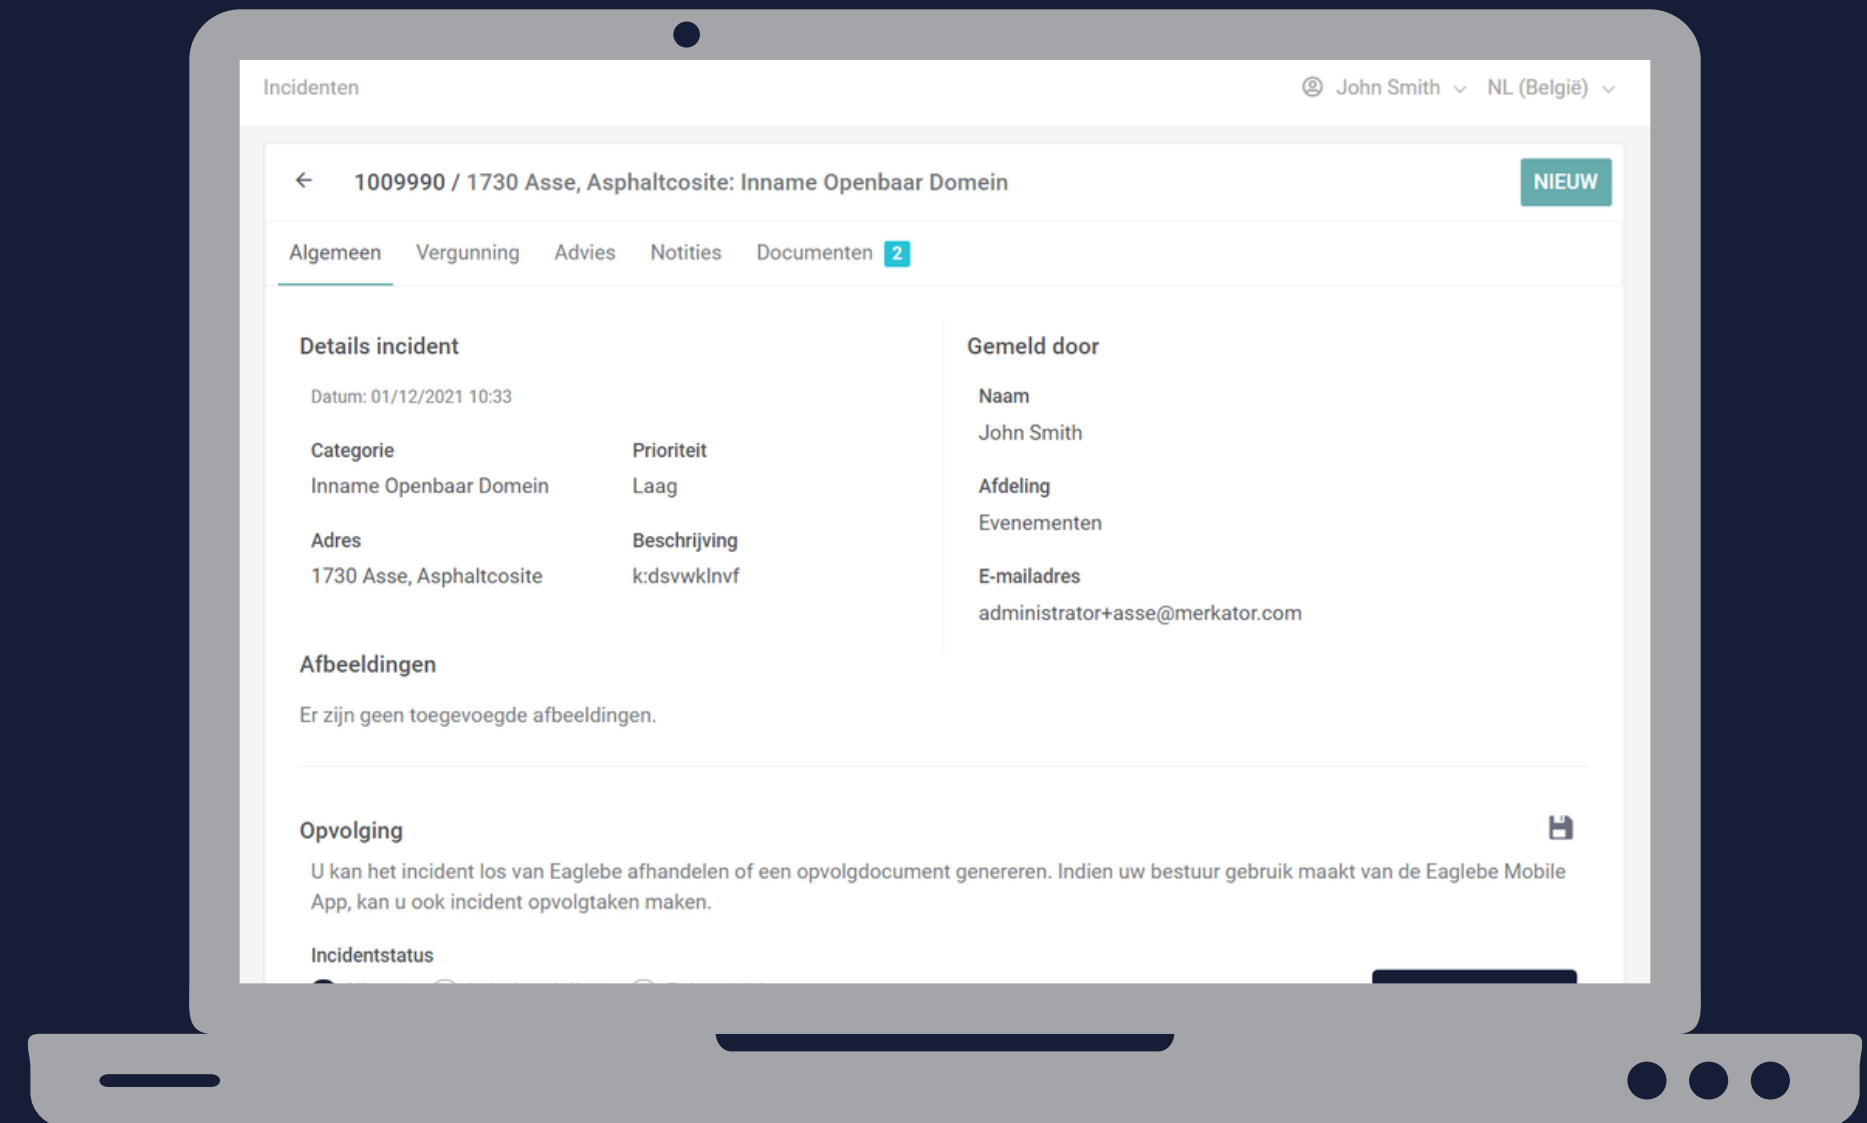 Incidenten
John Smith NL (België)
1009990 / 1730 Asse, Asphaltcosite: Inname Openbaar Domein
NIEUW
Algemeen Vergunning Advies Notities Documenten 2
Details incident
Datum: 01/12/2021 10:33
Categorie
Inname Openbaar Domein
Prioriteit
Laag
Adres
1730 Asse, Asphaltcosite
Beschrijving
k:dsvwklnvf
Gemeld door
Naam
John Smith
Afdeling
Evenementen
E-mailadres
administrator+asse@merkator.com
Afbeeldingen
Er zijn geen toegevoegde afbeeldingen.
Opvolging
U kan het incident los van Eaglebe afhandelen of een opvolgdocument genereren. Indien uw bestuur gebruik maakt van de Eaglebe Mobile
App, kan u ook incident opvolgtaken maken.
Incidentstatus